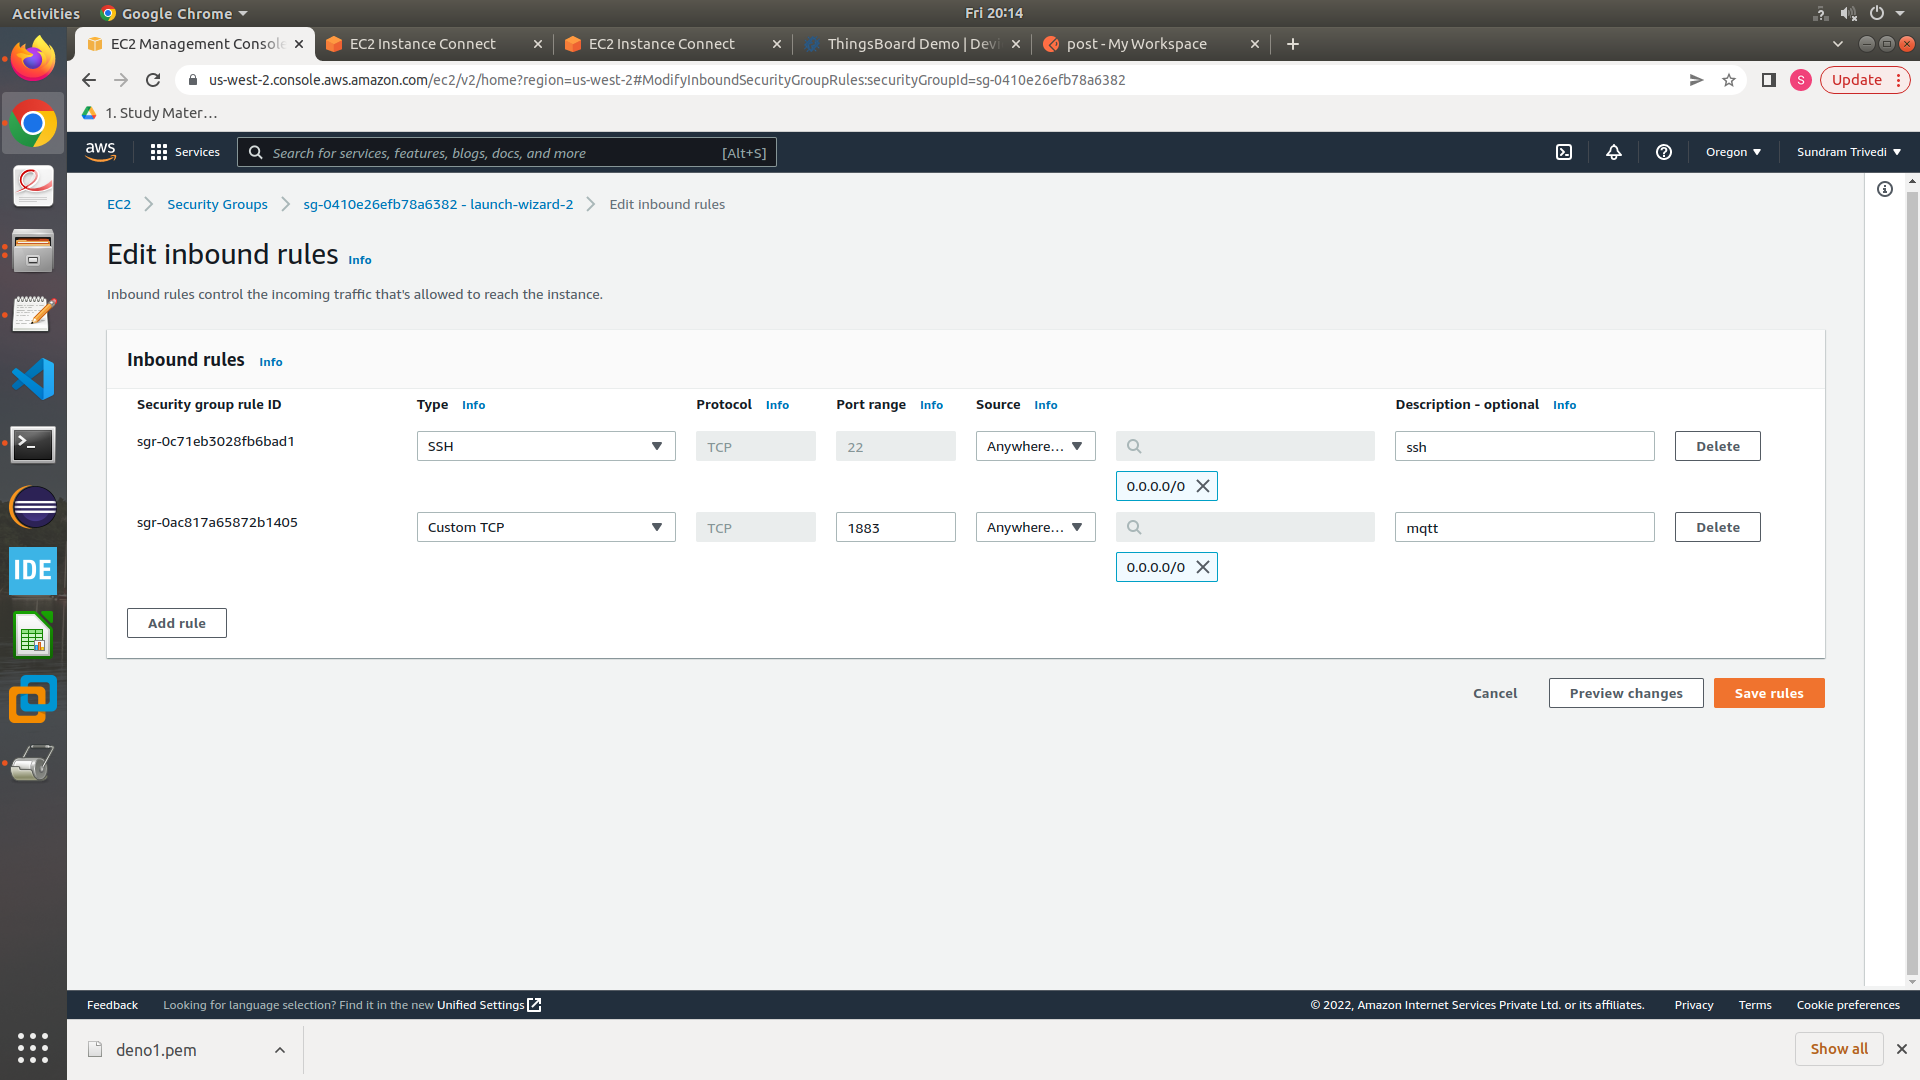 Activities Google Chrome Fri 20:14
EC2 Management Console EC2 Instance Connect EC2 Instance Connect ThingsBoard Demo | Devi post - My Workspace
us-west-2.console.aws.amazon.com/ec2/v2/home?region=us-west-2#ModifyInboundSecurityGroupRules:securityGroupId=sg-0410e26efb78a6382 S Update
1. Study Mater…
aws Services Search for services, features, blogs, docs, and more [Alt+S] Oregon Sundram Trivedi
EC2 Security Groups sg-0410e26efb78a6382 - launch-wizard-2 Edit inbound rules
Edit inbound rules Info
Inbound rules control the incoming traffic that's allowed to reach the instance.
Inbound rules Info
Security group rule ID Type Info Protocol Info Port range Info Source Info Description - optional Info
sgr-0c71eb3028fb6bad1 SSH TCP 22 Anywhere... ssh Delete
0.0.0.0/0
sgr-0ac817a65872b1405 Custom TCP TCP 1883 Anywhere... mqtt Delete
0.0.0.0/0
IDE
Add rule
Cancel Preview changes Save rules
Feedback Looking for language selection? Find it in the new Unified Settings © 2022, Amazon Internet Services Private Ltd. or its affiliates. Privacy Terms Cookie preferences
deno1.pem Show all